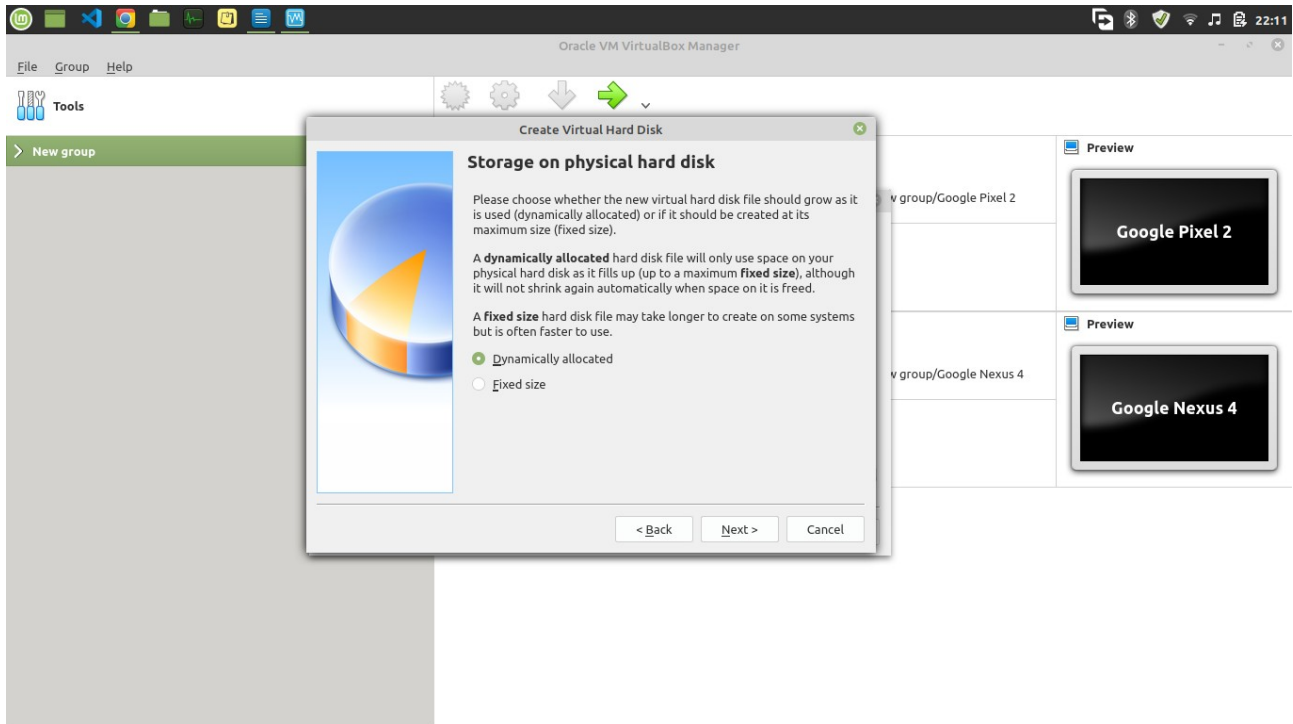 22:11
Oracle VM VirtualBox Manager
File Group Help
Tools
New group
Create Virtual Hard Disk
Storage on physical hard disk
Please choose whether the new virtual hard disk file should grow as it
is used (dynamically allocated) or if it should be created at its
maximum size (fixed size).
A dynamically allocated hard disk file will only use space on your
physical hard disk as it fills up (up to a maximum fixed size), although
it will not shrink again automatically when space on it is freed.
A fixed size hard disk file may take longer to create on some systems
but is often faster to use.
Dynamically allocated
Fixed size
< Back Next > Cancel
w group/Google Pixel 2
Preview
Google Pixel 2
w group/Google Nexus 4
Preview
Google Nexus 4